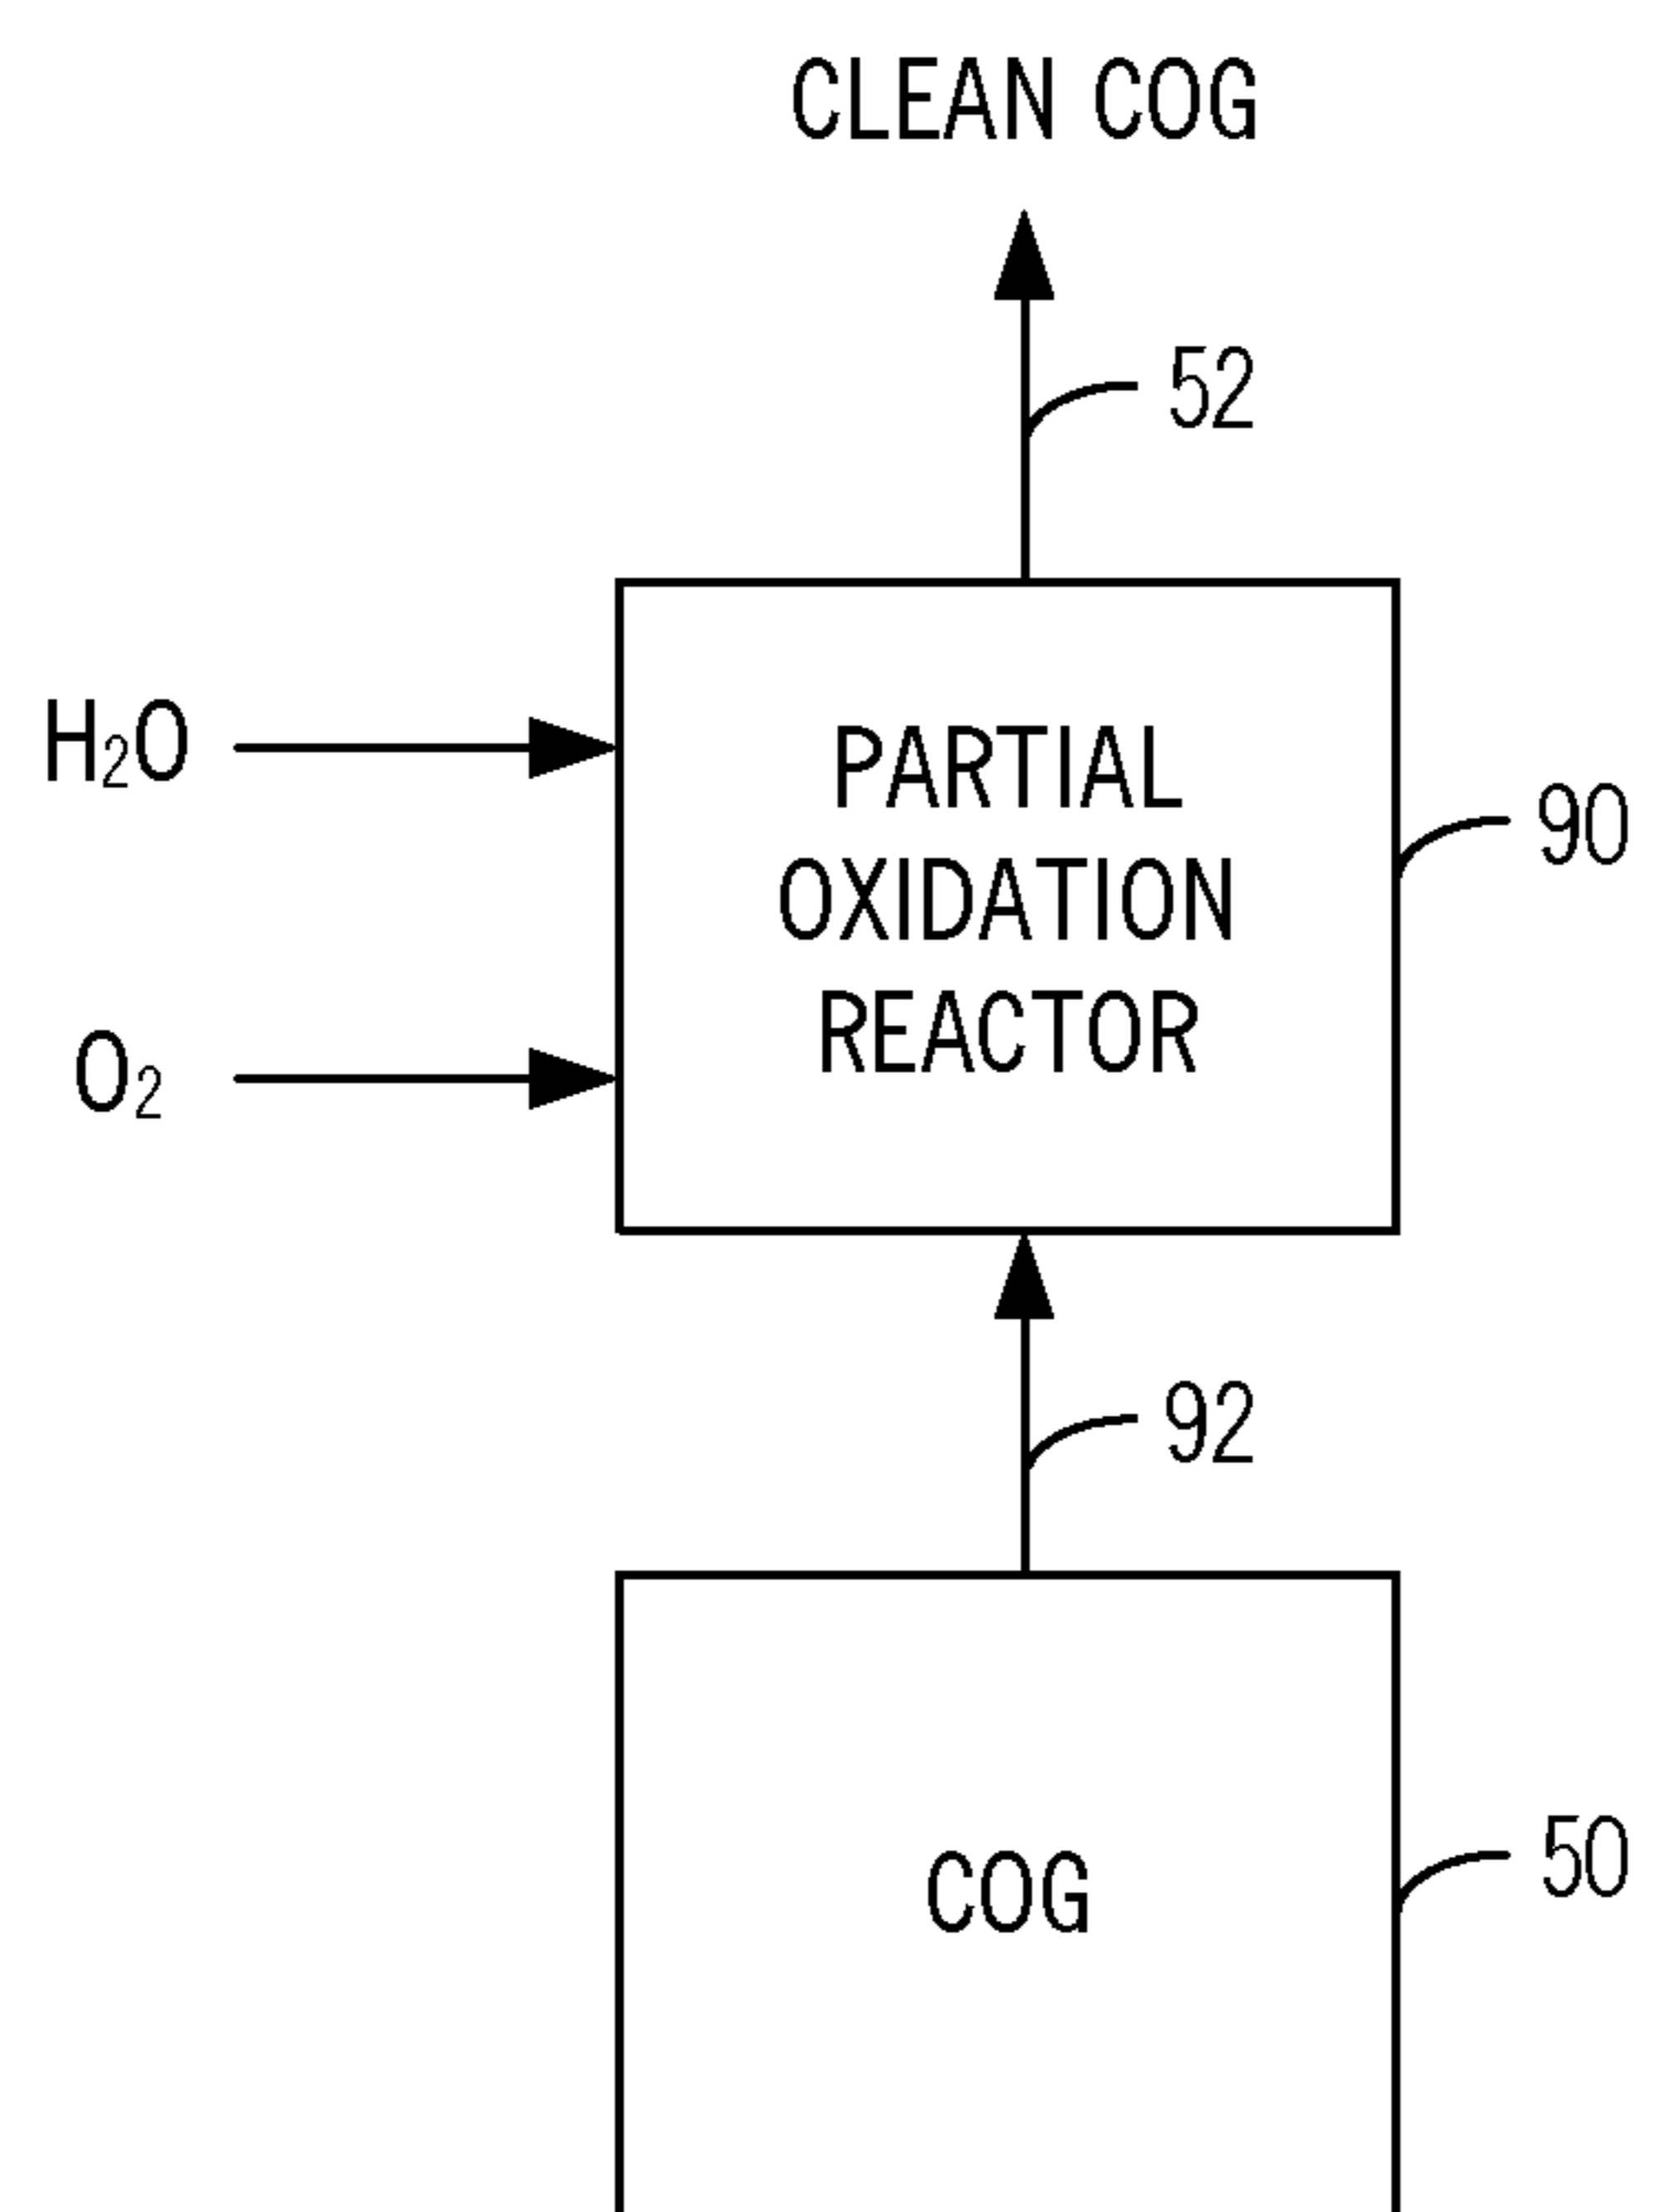 CLEAN COG
52
H₂O
PARTIAL
90
OXIDATION
REACTOR
O₂
92
COG
50